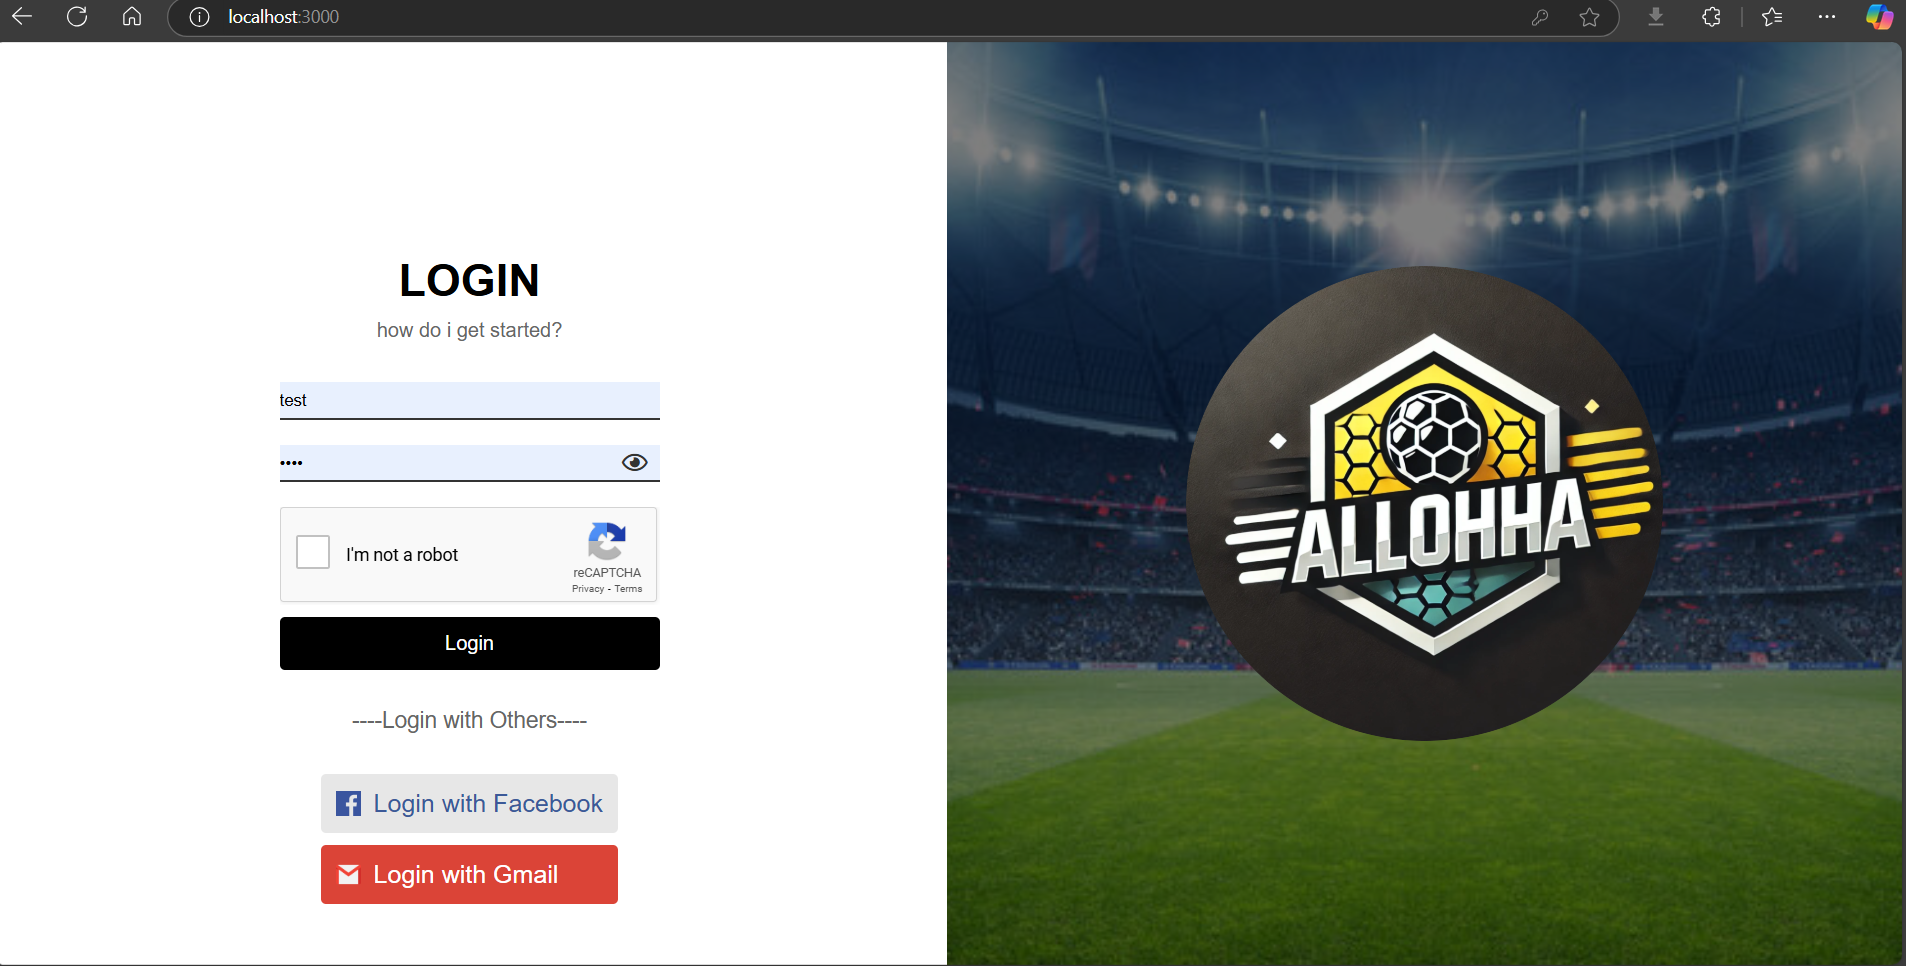 localhost:3000
LOGIN
how do i get started?
test
••••
I'm not a robot
reCAPTCHA
Privacy - Terms
Login
----Login with Others----
Login with Facebook
Login with Gmail
ALLOHHA